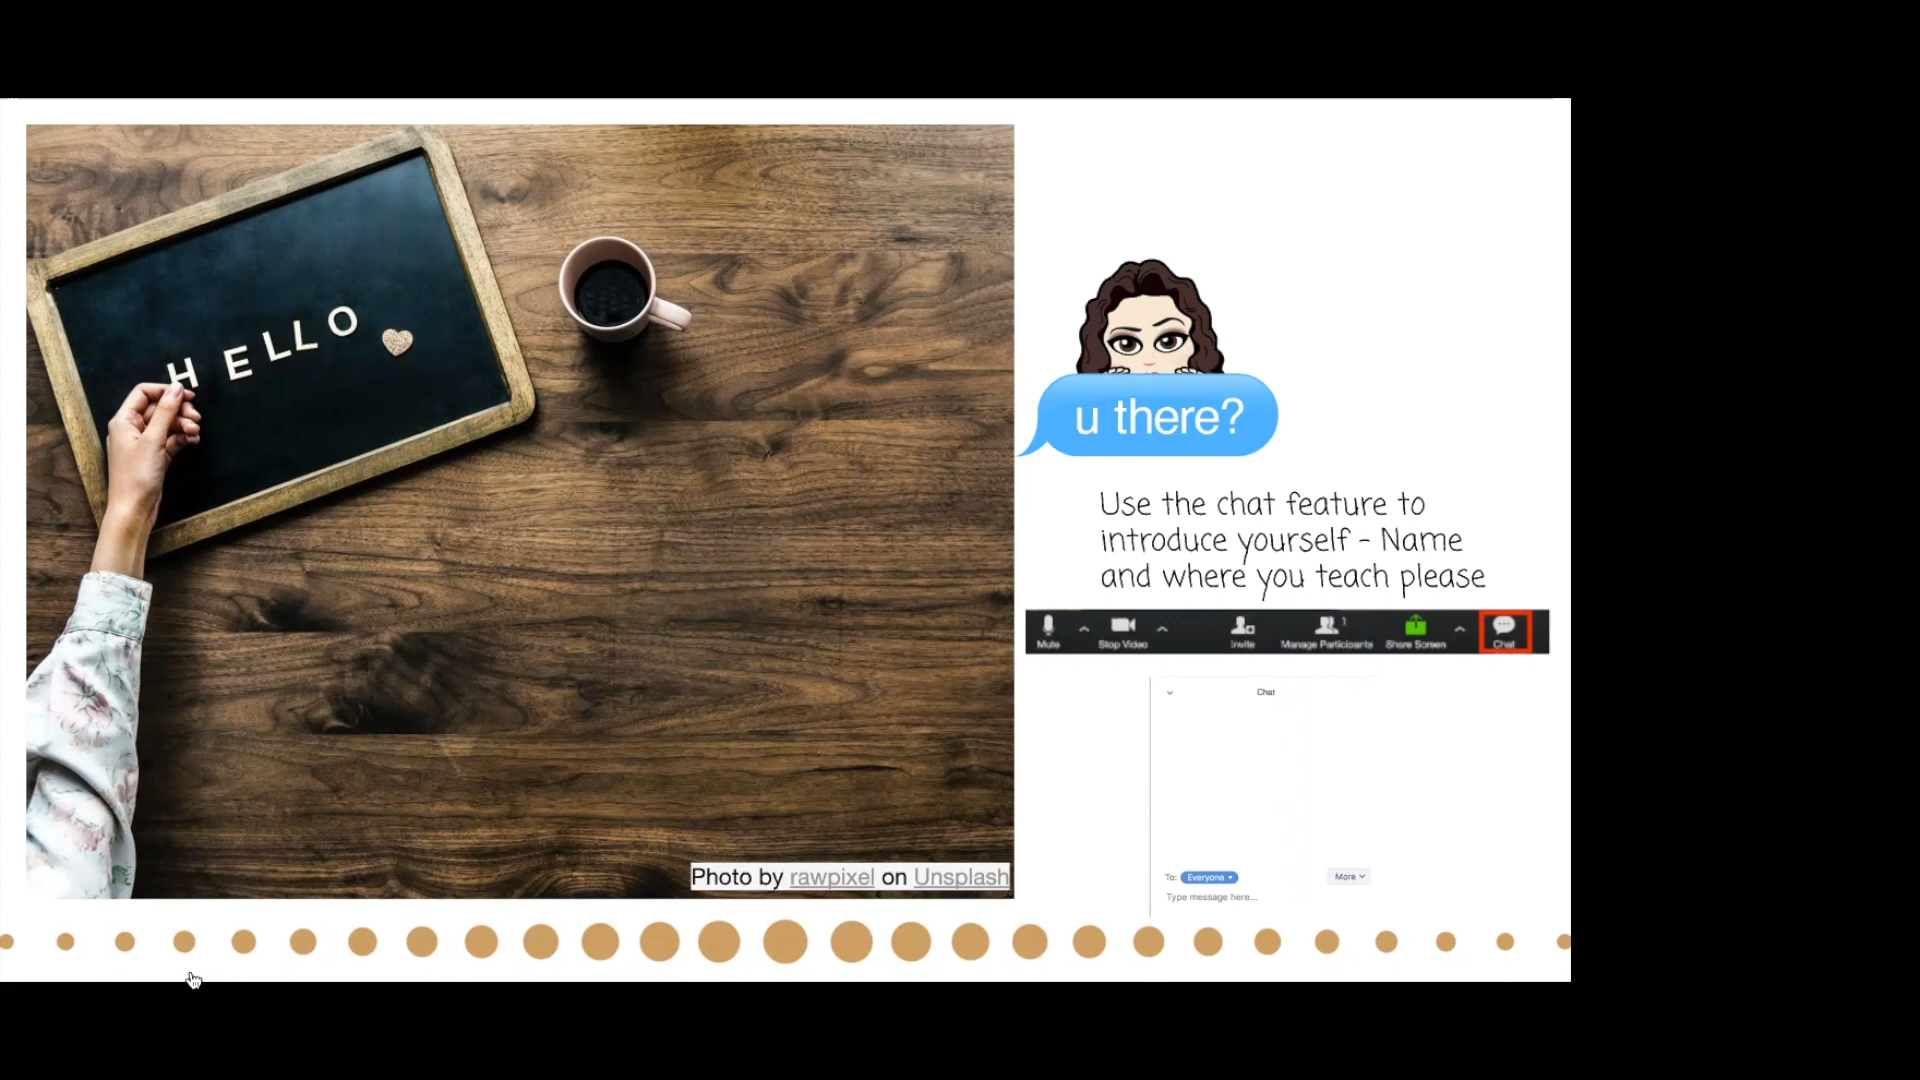 HELLO
Photo by rawpixel on Unsplash
u there?
Use the chat feature to
introduce yourself - Name
and where you teach please
Mute Stop Video Invite Manage Participants 1 Share Screen Chat
Chat
To: Everyone More
Type message here...